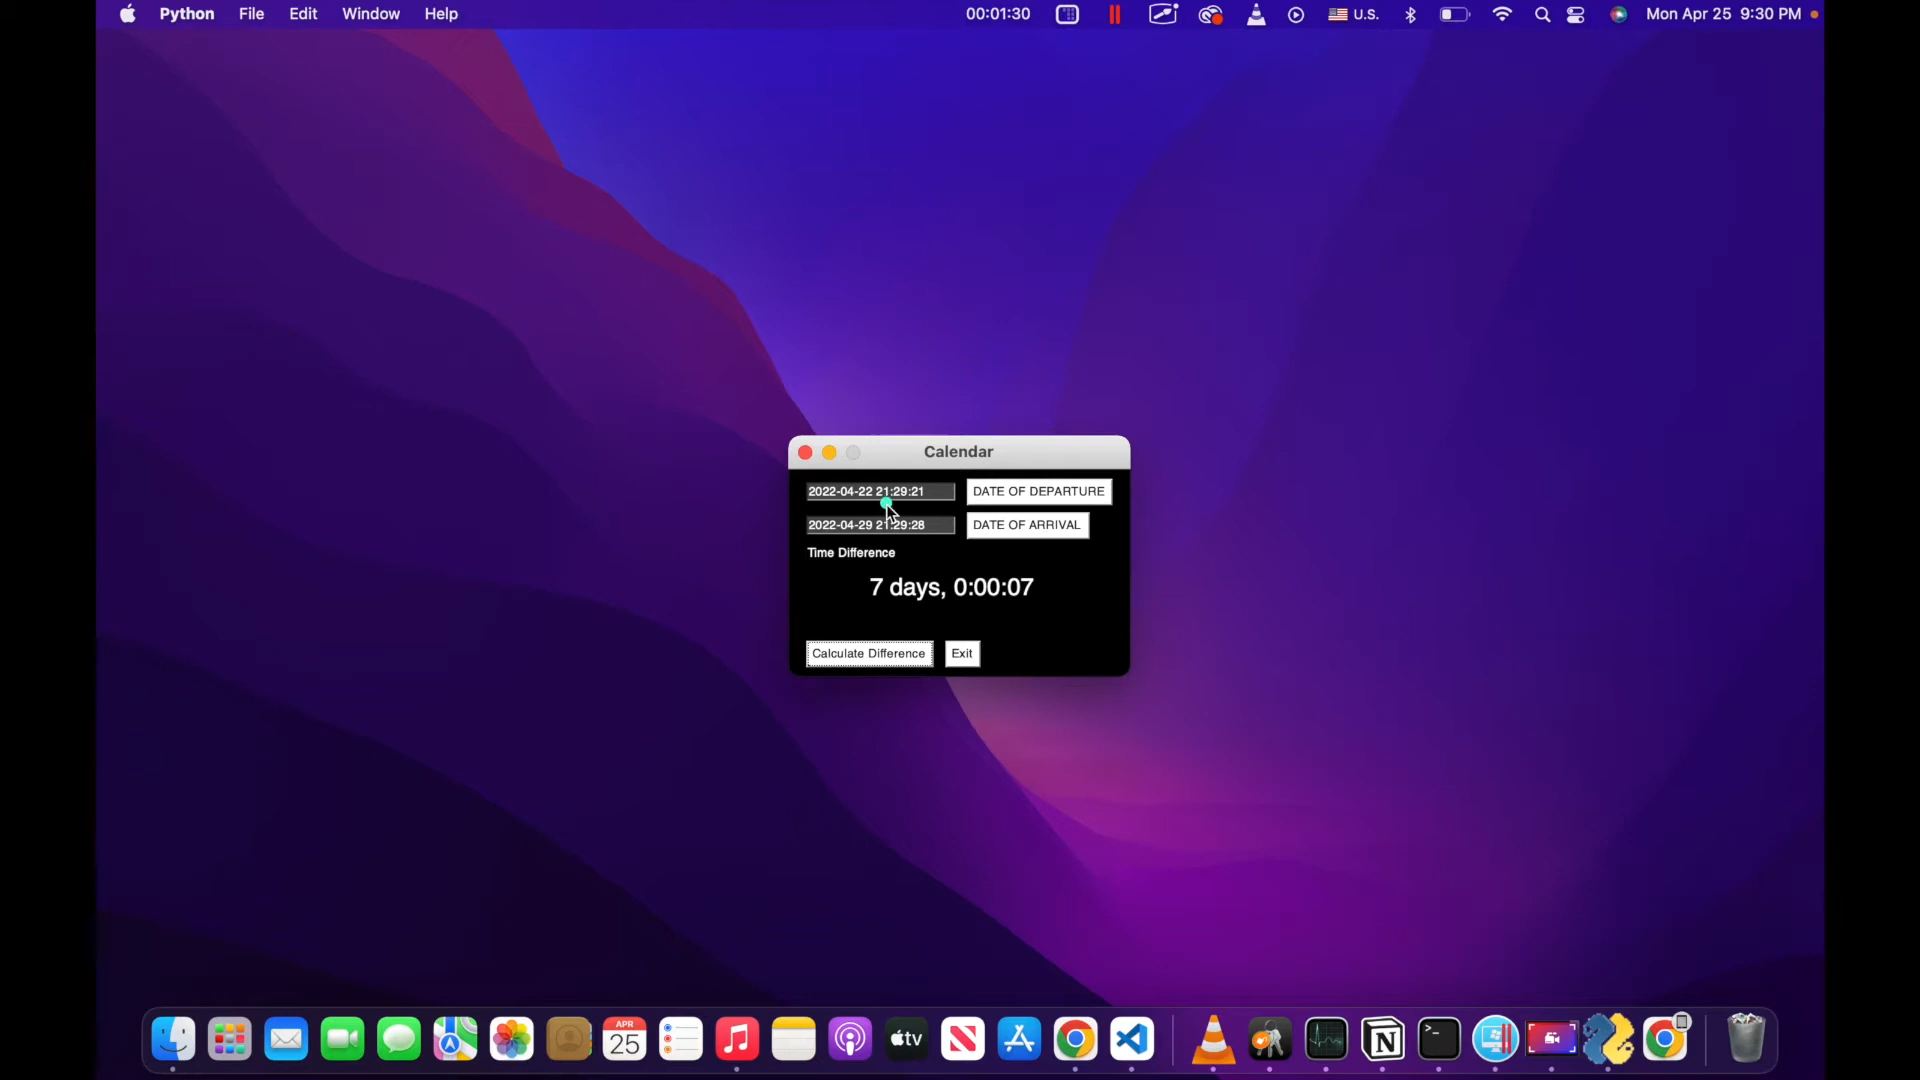 Python File Edit Window Help 00:01:30 U.S. Mon Apr 25 9:30 PM
Calendar
2022-04-22 21:29:21 DATE OF DEPARTURE
2022-04-29 21:29:28 DATE OF ARRIVAL
Time Difference
7 days, 0:00:07
Calculate Difference Exit
APR
25
tv